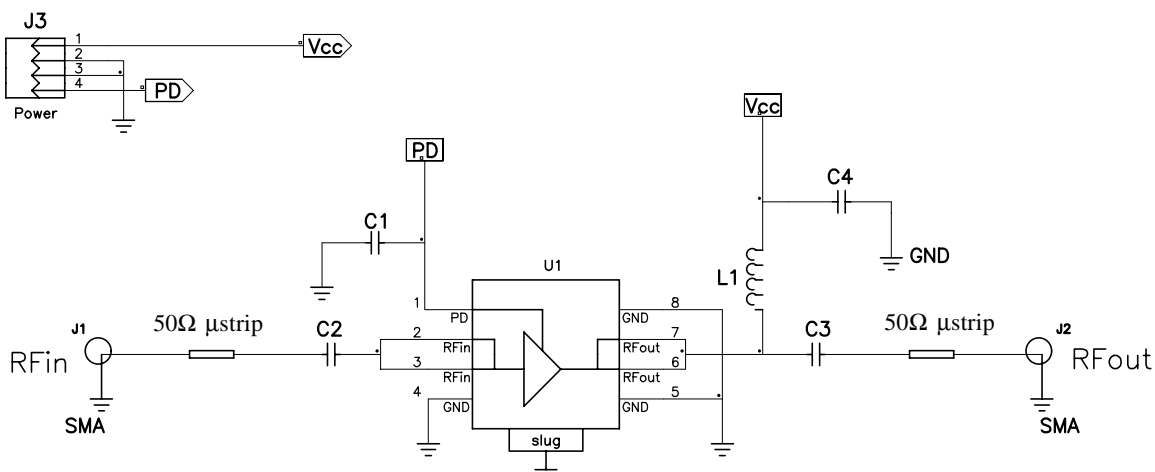 J3
1
2
3
4
Power
Vcc
PD
Vcc
PD
C4
GND
C1
L1
U1
1
PD
8
GND
J1
RFin
50Ω μstrip
C2
2
RFin
7
RFout
3
RFin
6
RFout
C3
50Ω μstrip
J2
RFout
4
GND
5
GND
SMA
SMA
slug